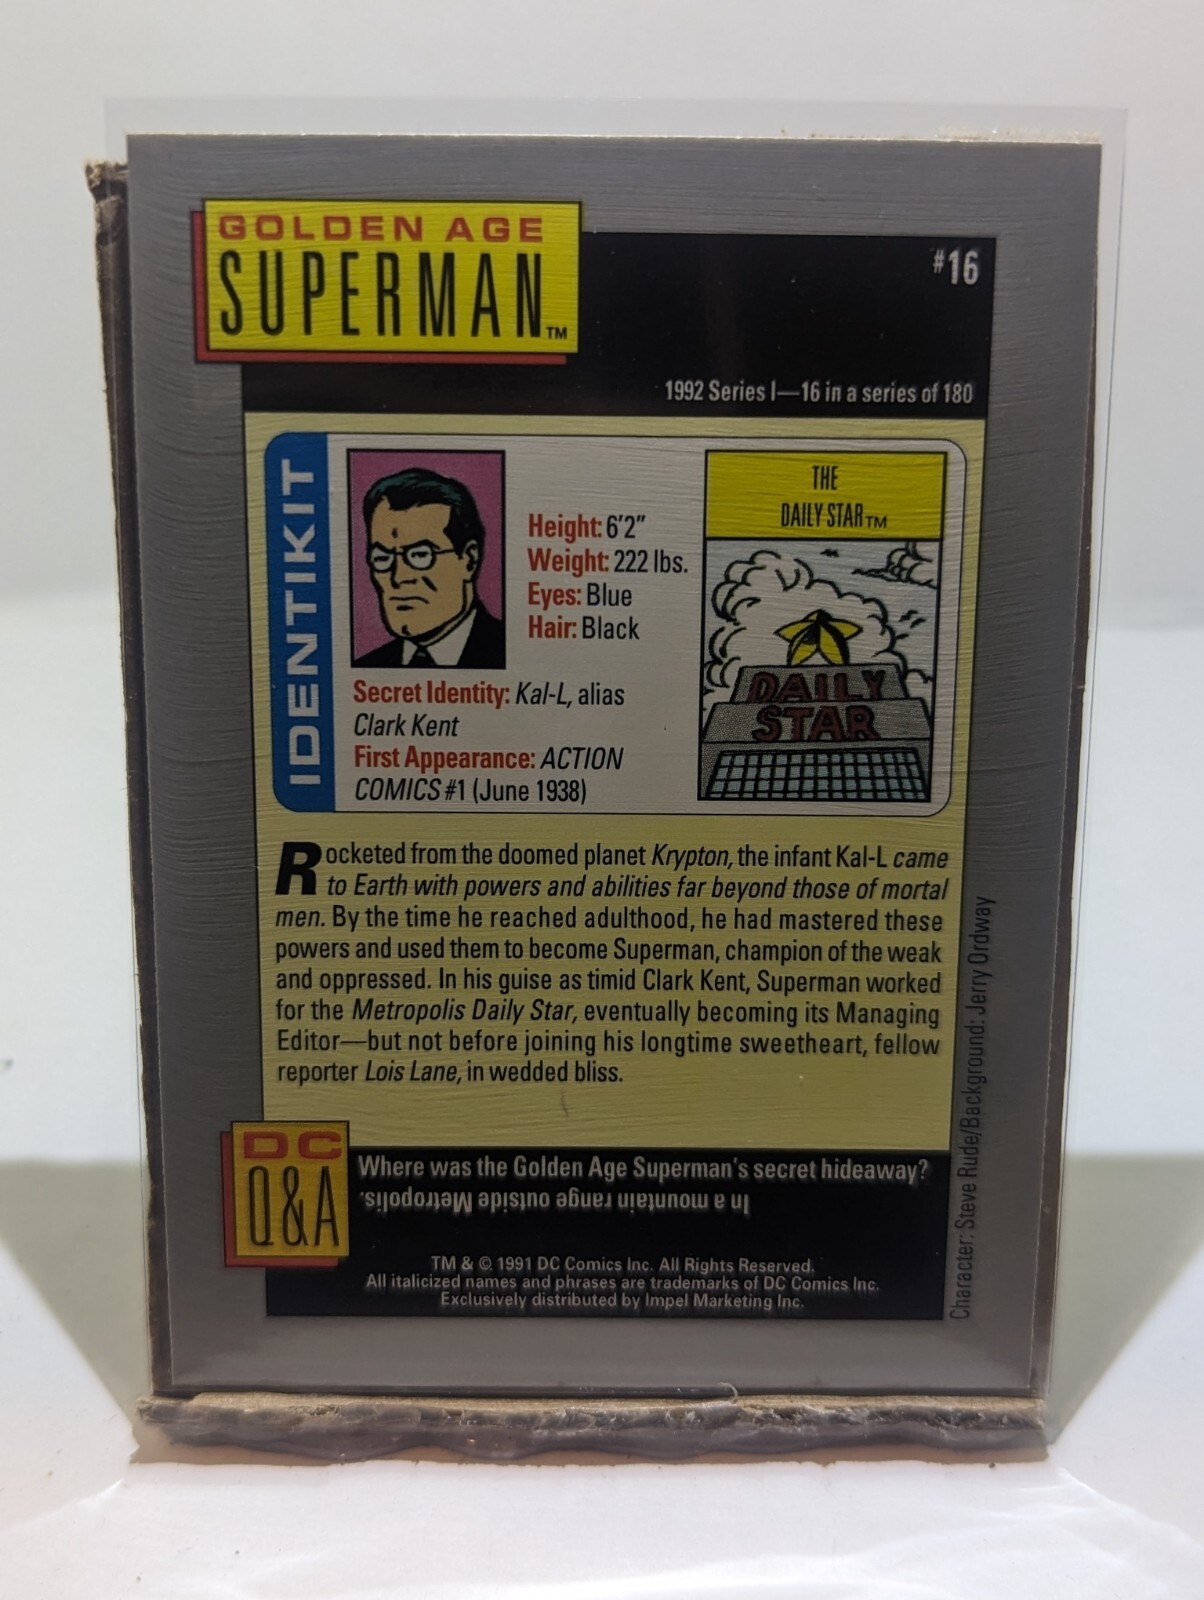 GOLDEN AGE
SUPERMAN™
#16
1992 Series I—16 in a series of 180
IDENTIKIT
Height: 6'2"
Weight: 222 lbs.
Eyes: Blue
Hair: Black
Secret Identity: Kal-L, alias
Clark Kent
First Appearance: ACTION
COMICS #1 (June 1938)
THE
DAILY STAR™
DAILY
STAR
Rocketed from the doomed planet Krypton, the infant Kal-L came
to Earth with powers and abilities far beyond those of mortal
men. By the time he reached adulthood, he had mastered these
powers and used them to become Superman, champion of the weak
and oppressed. In his guise as timid Clark Kent, Superman worked
for the Metropolis Daily Star, eventually becoming its Managing
Editor—but not before joining his longtime sweetheart, fellow
reporter Lois Lane, in wedded bliss.
Character: Steve Rude/Background: Jerry Ordway
DC
Q&A
Where was the Golden Age Superman's secret hideaway?
In a mountain range outside Metropolis.
TM & © 1991 DC Comics Inc. All Rights Reserved.
All italicized names and phrases are trademarks of DC Comics Inc.
Exclusively distributed by Impel Marketing Inc.